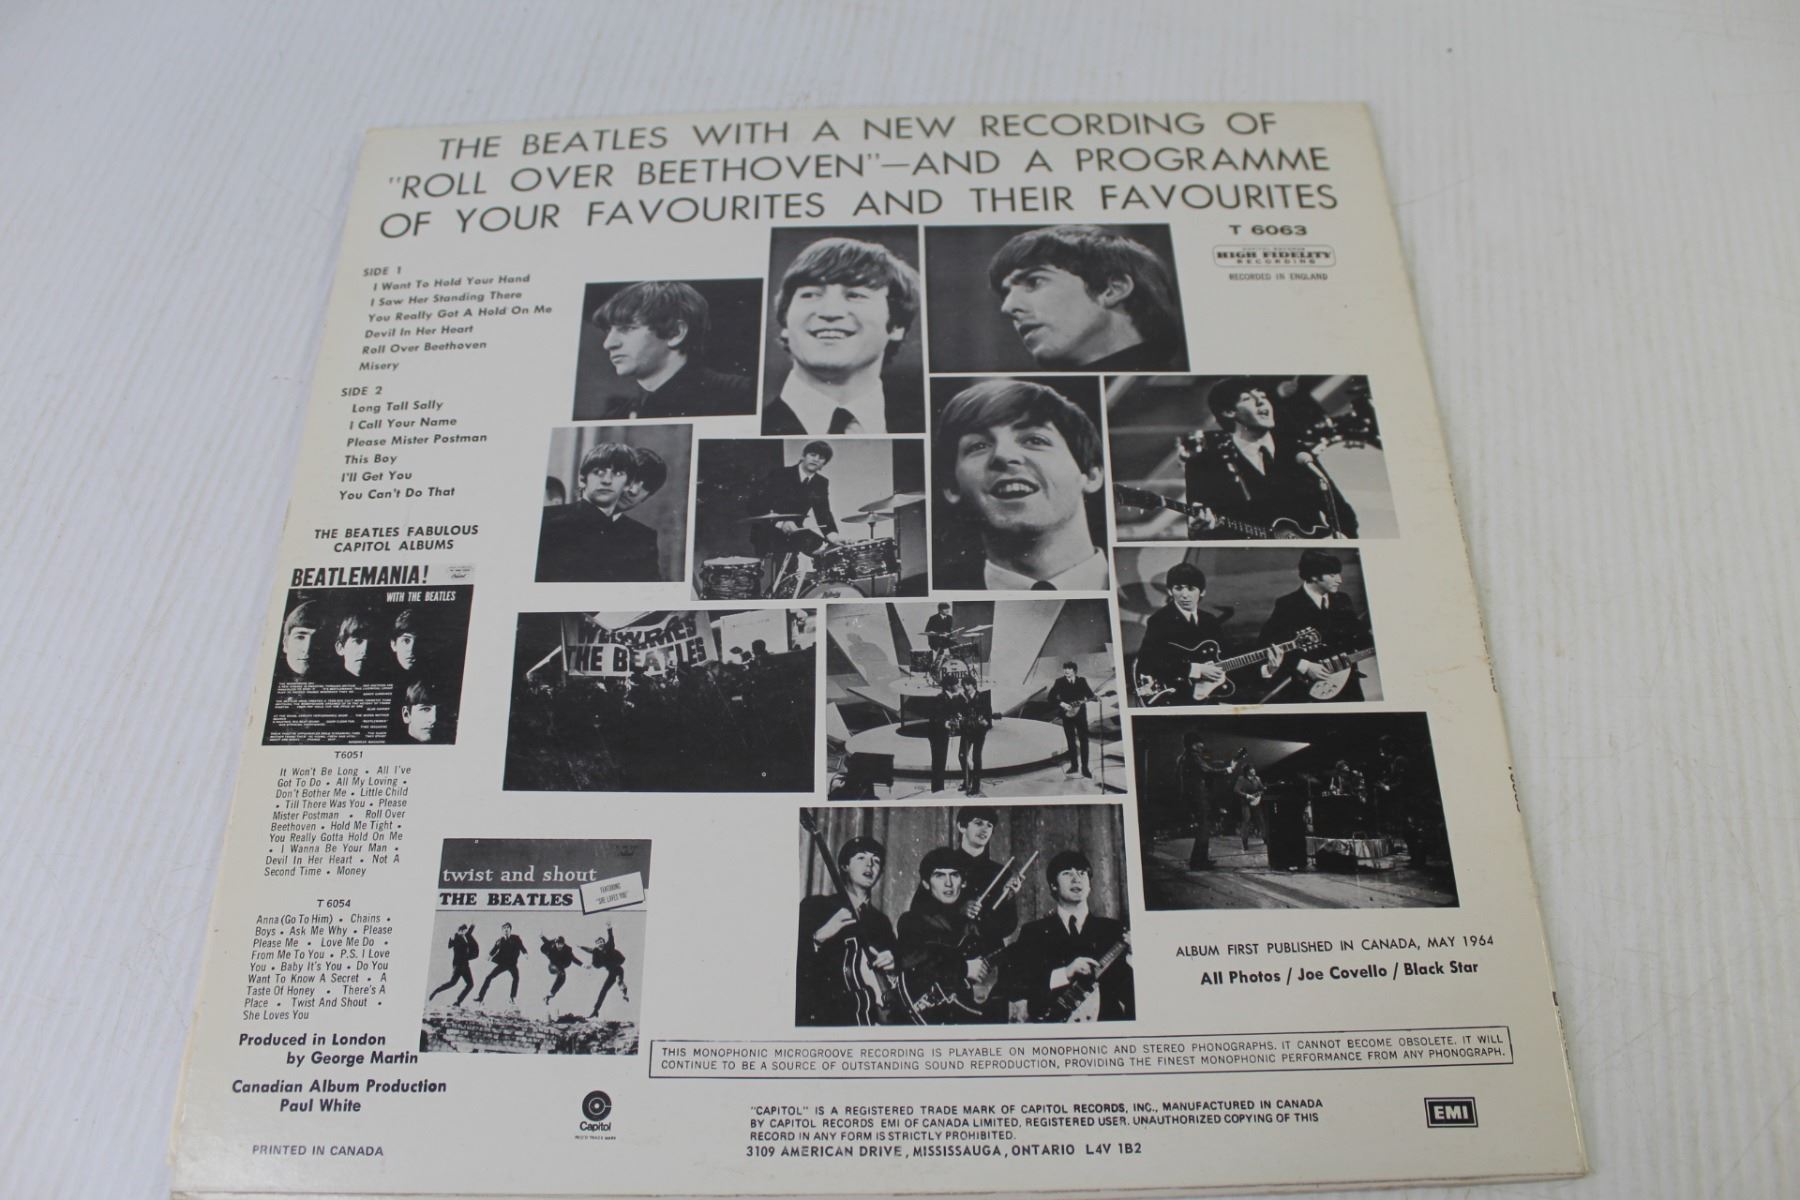 THE BEATLES WITH A NEW RECORDING OF
"ROLL OVER BEETHOVEN"—AND A PROGRAMME
OF YOUR FAVOURITES AND THEIR FAVOURITES
T 6063
HIGH FIDELITY
RECORDING
RECORDED IN ENGLAND
SIDE 1
I Want To Hold Your Hand
I Saw Her Standing There
You Really Got A Hold On Me
Devil In Her Heart
Roll Over Beethoven
Misery
SIDE 2
Long Tall Sally
I Call Your Name
Please Mister Postman
This Boy
I'll Get You
You Can't Do That
THE BEATLES FABULOUS
CAPITOL ALBUMS
BEATLEMANIA!
WITH THE BEATLES
T6051
It Won't Be Long • All I've
Got To Do • All My Loving •
Don't Bother Me • Little Child
• Till There Was You • Please
Mister Postman • Roll Over
Beethoven • Hold Me Tight •
You Really Gotta Hold On Me
• I Wanna Be Your Man •
Devil In Her Heart • Not A
Second Time • Money
THE BEATLES
twist and shout
THE BEATLES
FEATURING
"SHE LOVES YOU"
T 6054
Anna (Go To Him) • Chains •
Boys • Ask Me Why • Please
Please Me • Love Me Do •
From Me To You • P.S. I Love
You • Baby It's You • Do You
Want To Know A Secret • A
Taste Of Honey • There's A
Place • Twist And Shout •
She Loves You
Produced in London
by George Martin
Canadian Album Production
Paul White
PRINTED IN CANADA
Capitol
REG'D TRADE MARK
ALBUM FIRST PUBLISHED IN CANADA, MAY 1964
All Photos / Joe Covello / Black Star
THIS MONOPHONIC MICROGROOVE RECORDING IS PLAYABLE ON MONOPHONIC AND STEREO PHONOGRAPHS. IT CANNOT BECOME OBSOLETE. IT WILL
CONTINUE TO BE A SOURCE OF OUTSTANDING SOUND REPRODUCTION, PROVIDING THE FINEST MONOPHONIC PERFORMANCE FROM ANY PHONOGRAPH.
"CAPITOL" IS A REGISTERED TRADE MARK OF CAPITOL RECORDS, INC., MANUFACTURED IN CANADA
BY CAPITOL RECORDS EMI OF CANADA LIMITED, REGISTERED USER. UNAUTHORIZED COPYING OF THIS
RECORD IN ANY FORM IS STRICTLY PROHIBITED.
3109 AMERICAN DRIVE, MISSISSAUGA, ONTARIO L4V 1B2
EMI